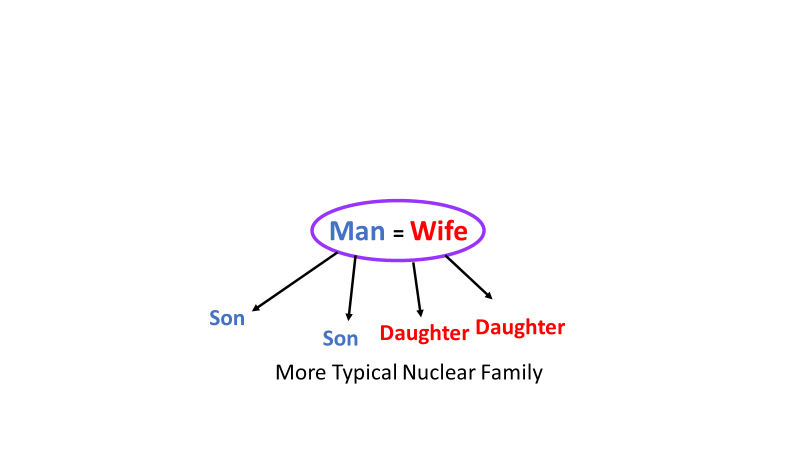 Man = Wife
Son
Son
Daughter
Daughter
More Typical Nuclear Family